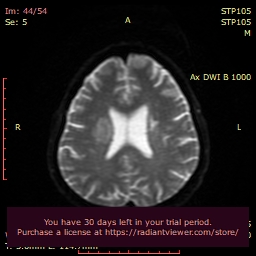 Im: 44/54
Se: 5
STP105
STP105
M
A
Ax DWI B 1000
R
L
You have 30 days left in your trial period.
Purchase a license at https://radiantviewer.com/store/